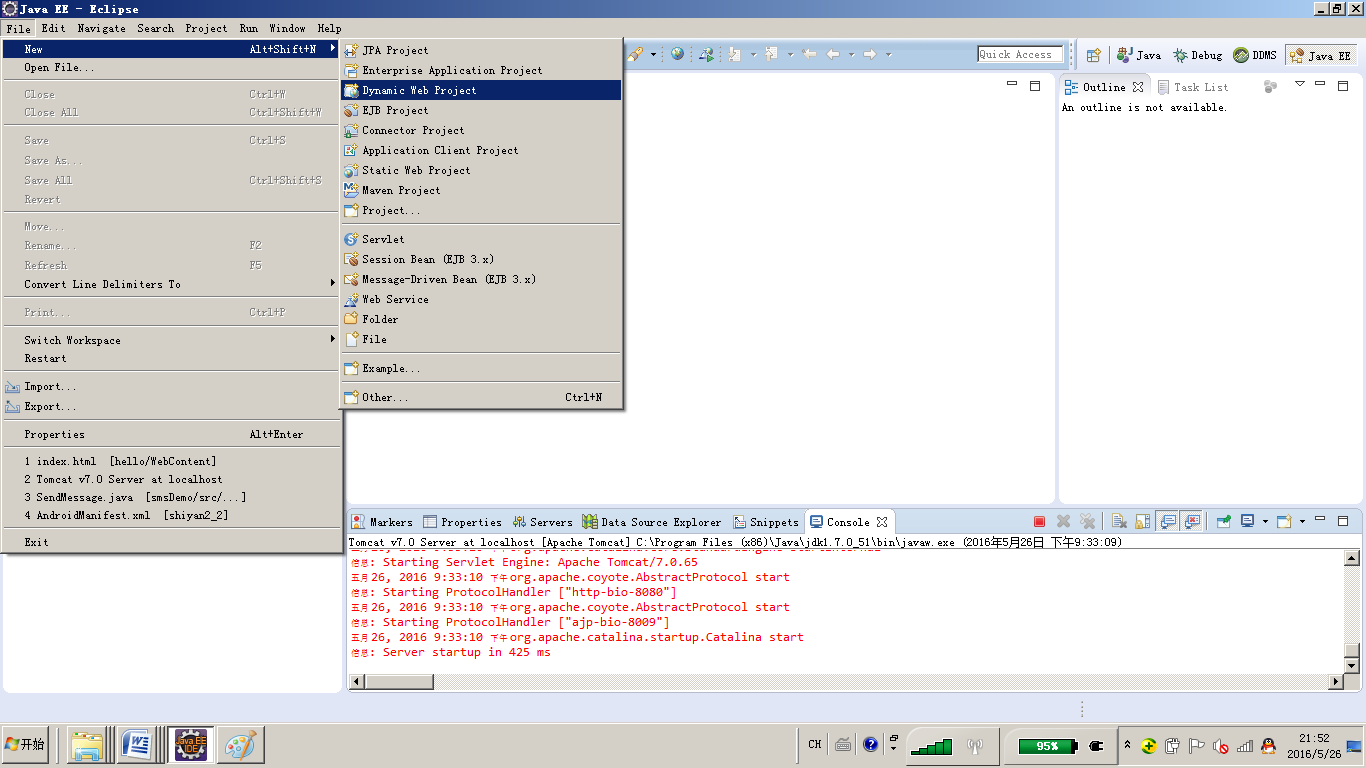 Java EE - Eclipse
File Edit Navigate Search Project Run Window Help
New Alt+Shift+N
Open File...
Close Ctrl+W
Close All Ctrl+Shift+W
Save Ctrl+S
Save As...
Save All Ctrl+Shift+S
Revert
Move...
Rename... F2
Refresh F5
Convert Line Delimiters To
Print... Ctrl+P
Switch Workspace
Restart
Import...
Export...
Properties Alt+Enter
1 index.html [hello/WebContent]
2 Tomcat v7.0 Server at localhost
3 SendMessage.java [smsDemo/src/...]
4 AndroidManifest.xml [shiyan2_2]
Exit
JPA Project
Enterprise Application Project
Dynamic Web Project
EJB Project
Connector Project
Application Client Project
Static Web Project
Maven Project
Project...
Servlet
Session Bean (EJB 3.x)
Message-Driven Bean (EJB 3.x)
Web Service
Folder
File
Example...
Other... Ctrl+N
Quick Access
Java Debug DDMS Java EE
Outline Task List
An outline is not available.
Markers Properties Servers Data Source Explorer Snippets Console
Tomcat v7.0 Server at localhost [Apache Tomcat] C:\Program Files (x86)\Java\jdk1.7.0_51\bin\javaw.exe (2016年5月26日 下午9:33:09)
信息: Starting Servlet Engine: Apache Tomcat/7.0.65
五月 26, 2016 9:33:10 下午 org.apache.coyote.AbstractProtocol start
信息: Starting ProtocolHandler ["http-bio-8080"]
五月 26, 2016 9:33:10 下午 org.apache.coyote.AbstractProtocol start
信息: Starting ProtocolHandler ["ajp-bio-8009"]
五月 26, 2016 9:33:10 下午 org.apache.catalina.startup.Catalina start
信息: Server startup in 425 ms
开始
Java EE
IDE
CH
95%
21:52
2016/5/26